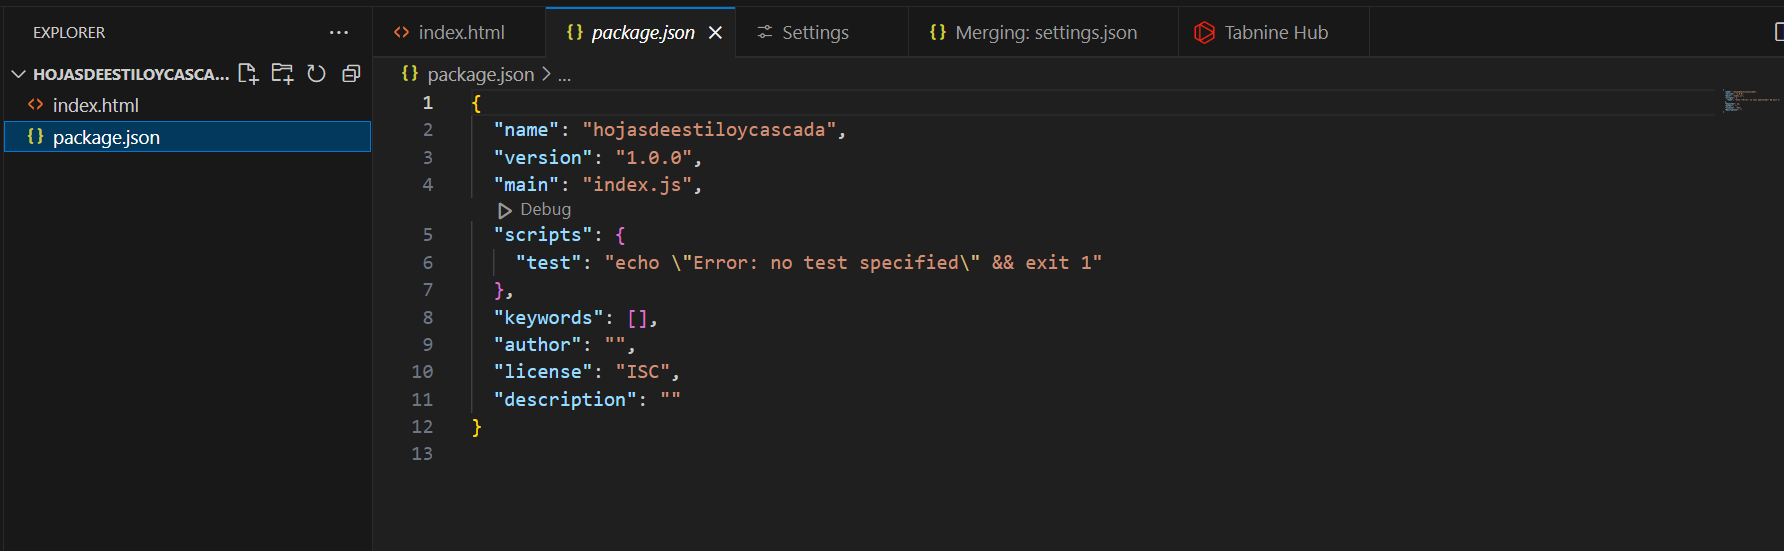 EXPLORER ...
HOJASDEESTILOYCASCA...
index.html
package.json
index.html
{} package.json
Settings
{} Merging: settings.json
Tabnine Hub
{} package.json > ...
1 {
2 "name": "hojasdeestiloycascada",
3 "version": "1.0.0",
4 "main": "index.js",
Debug
5 "scripts": {
6 "test": "echo \"Error: no test specified\" && exit 1"
7 },
8 "keywords": [],
9 "author": "",
10 "license": "ISC",
11 "description": ""
12 }
13